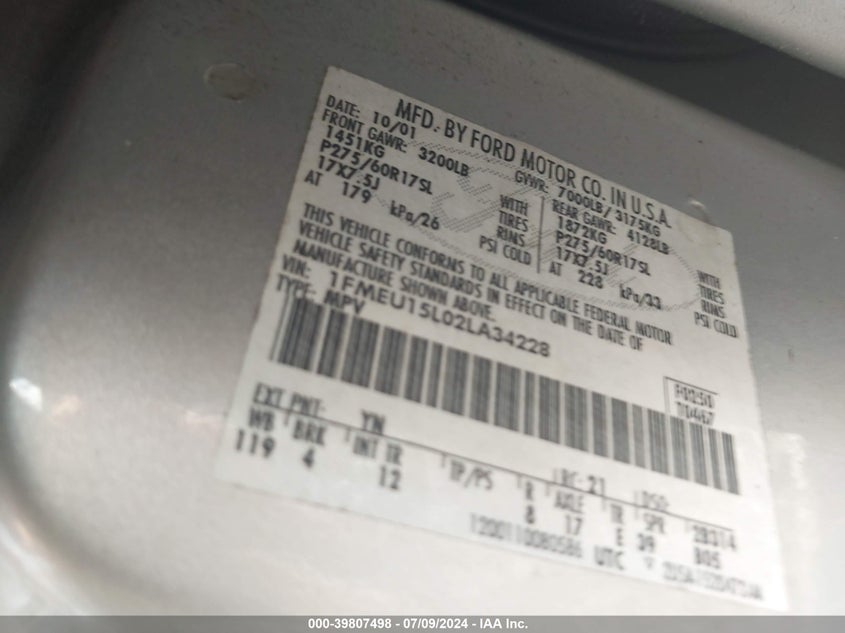 MFD. BY FORD MOTOR CO. IN U.S.A.
DATE: 10/01 GVWR: 7000LB/ 3175KG
FRONT GAWR: 3200LB REAR GAWR: 4128LB
1451KG 1872KG
P275/60R17SL WITH TIRES P275/60R17SL WITH TIRES
17X7.5J RIMS 17X7.5J RIMS
AT 179 kPa/26 PSI COLD AT 228 kPa/33 PSI COLD
THIS VEHICLE CONFORMS TO ALL APPLICABLE FEDERAL MOTOR
VEHICLE SAFETY STANDARDS IN EFFECT ON THE DATE OF
MANUFACTURE SHOWN ABOVE.
VIN: 1FMEU15L02LA34228
TYPE: MPV
F0250
T0467
EXT PNT: YN RC: 21 DSO:
WB BRK INT TR TP/PS R AXLE TR SPR 28314
119 4 12 8 17 E 39 B05
1200110080586 UTC
000-39807498 - 07/09/2024 - IAA Inc.